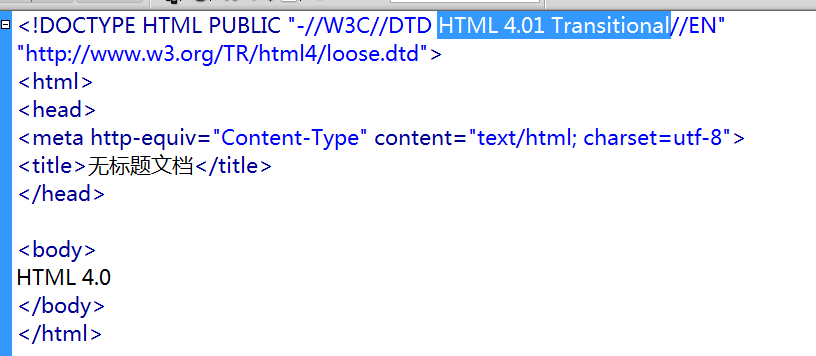 <!DOCTYPE HTML PUBLIC "-//W3C//DTD HTML 4.01 Transitional//EN"
"http://www.w3.org/TR/html4/loose.dtd">
<html>
<head>
<meta http-equiv="Content-Type" content="text/html; charset=utf-8">
<title>无标题文档</title>
</head>
<body>
HTML 4.0
</body>
</html>